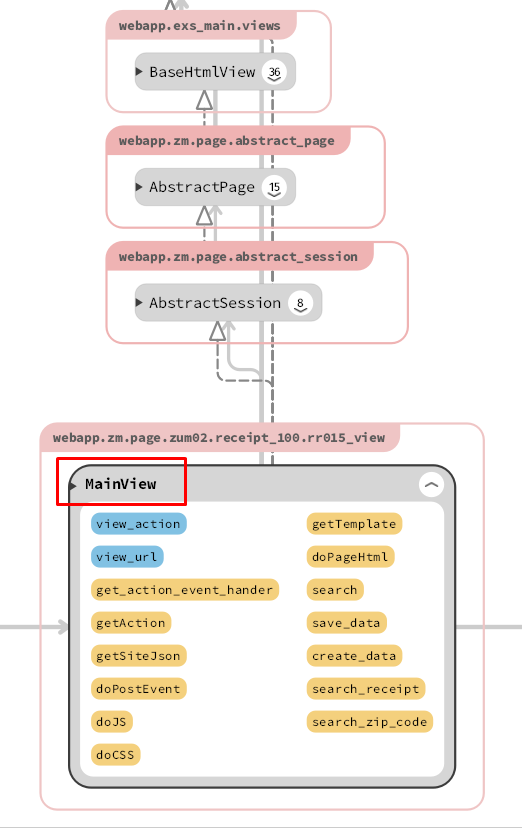 webapp.exs_main.views
BaseHtmlView 36
webapp.zm.page.abstract_page
AbstractPage 15
webapp.zm.page.abstract_session
AbstractSession 8
webapp.zm.page.zum02.receipt_100.rr015_view
MainView
view_action
view_url
get_action_event_hander
getAction
getSiteJson
doPostEvent
doJS
doCSS
getTemplate
doPageHtml
search
save_data
create_data
search_receipt
search_zip_code